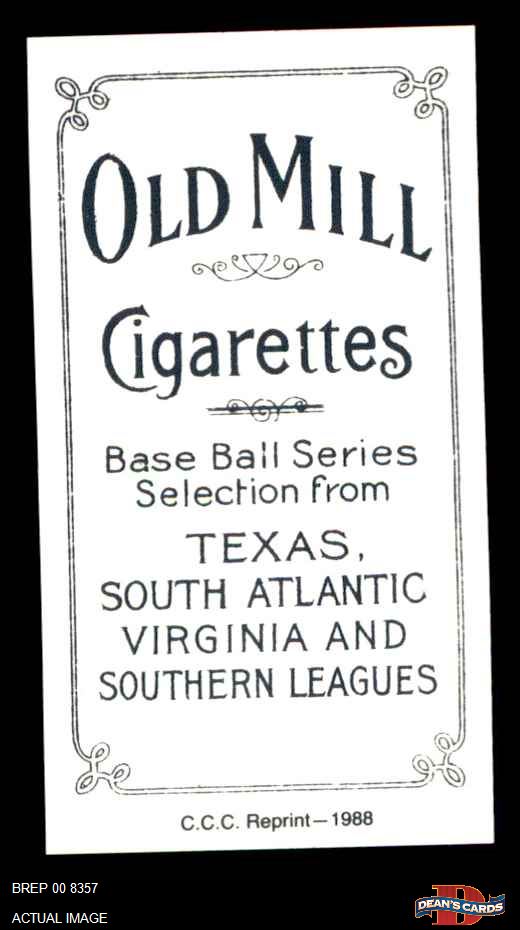 OLD MILL
Cigarettes
Base Ball Series
Selection from
TEXAS,
SOUTH ATLANTIC
VIRGINIA AND
SOUTHERN LEAGUES
C.C.C. Reprint—1988
BREP 00 8357
ACTUAL IMAGE
DEAN'S CARDS